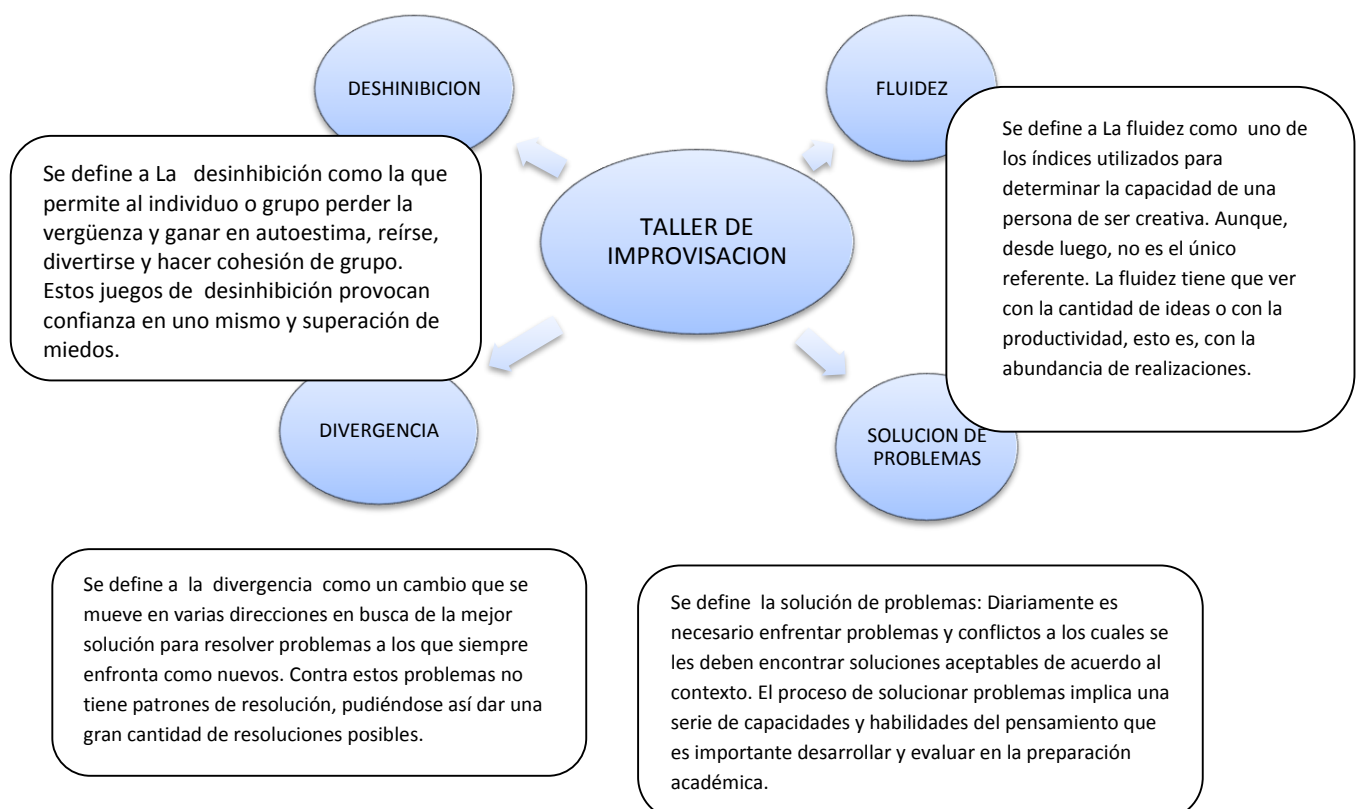 DESHINIBICION
FLUIDEZ
Se define a La desinhibición como la que
permite al individuo o grupo perder la
vergüenza y ganar en autoestima, reírse,
divertirse y hacer cohesión de grupo.
Estos juegos de desinhibición provocan
confianza en uno mismo y superación de
miedos.
TALLER DE
IMPROVISACION
Se define a La fluidez como uno de
los índices utilizados para
determinar la capacidad de una
persona de ser creativa. Aunque,
desde luego, no es el único
referente. La fluidez tiene que ver
con la cantidad de ideas o con la
productividad, esto es, con la
abundancia de realizaciones.
DIVERGENCIA
SOLUCION DE
PROBLEMAS
Se define a la divergencia como un cambio que se
mueve en varias direcciones en busca de la mejor
solución para resolver problemas a los que siempre
enfronta como nuevos. Contra estos problemas no
tiene patrones de resolución, pudiéndose así dar una
gran cantidad de resoluciones posibles.
Se define la solución de problemas: Diariamente es
necesario enfrentar problemas y conflictos a los cuales se
les deben encontrar soluciones aceptables de acuerdo al
contexto. El proceso de solucionar problemas implica una
serie de capacidades y habilidades del pensamiento que
es importante desarrollar y evaluar en la preparación
académica.